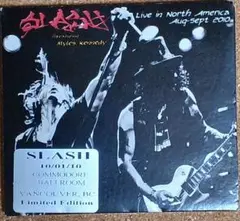 SLASH
featuring
Myles Kennedy
Live in North America
Aug-Sept 2010
SLASH
10/01/10
COMMODORE
BALLROOM
VANCOUVER, BC
Limited Edition